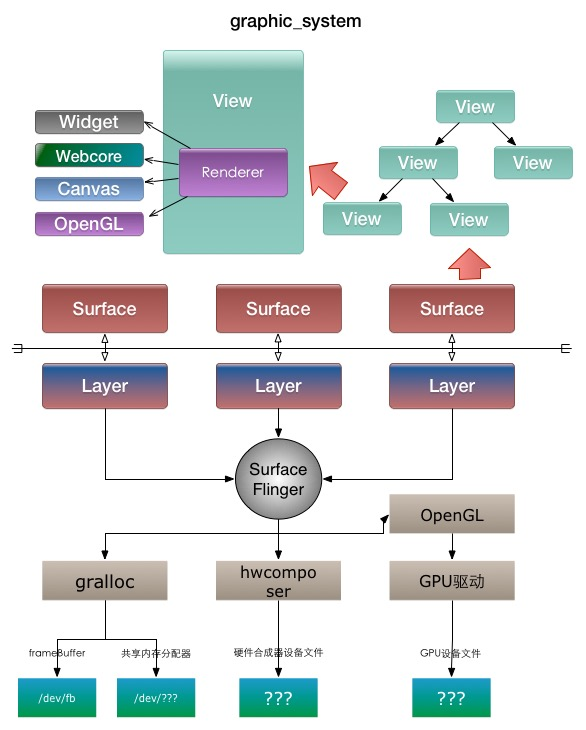 graphic_system
View
Widget
Webcore
Canvas
OpenGL
Renderer
View
View
View
View
View
Surface
Surface
Surface
Layer
Layer
Layer
Surface
Flinger
OpenGL
gralloc
hwcompo
ser
GPU驱动
frameBuffer
共享内存分配器
硬件合成器设备文件
GPU设备文件
/dev/fb
/dev/???
???
???